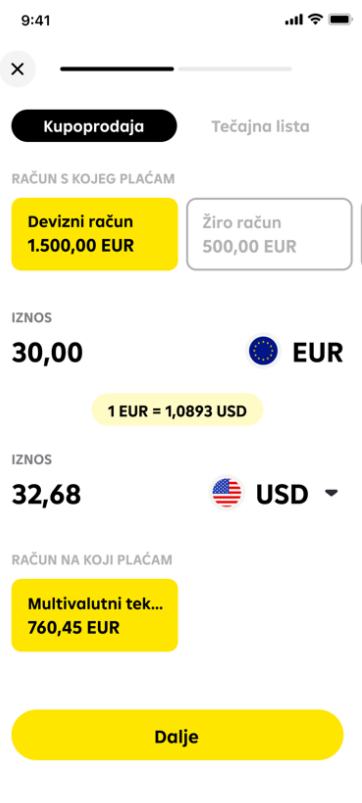 9:41
Kupoprodaja
Tečajna lista
RAČUN S KOJEG PLAĆAM
Devizni račun
1.500,00 EUR
Žiro račun
500,00 EUR
IZNOS
30,00
EUR
1 EUR = 1,0893 USD
IZNOS
32,68
USD
RAČUN NA KOJI PLAĆAM
Multivalutni tek...
760,45 EUR
Dalje